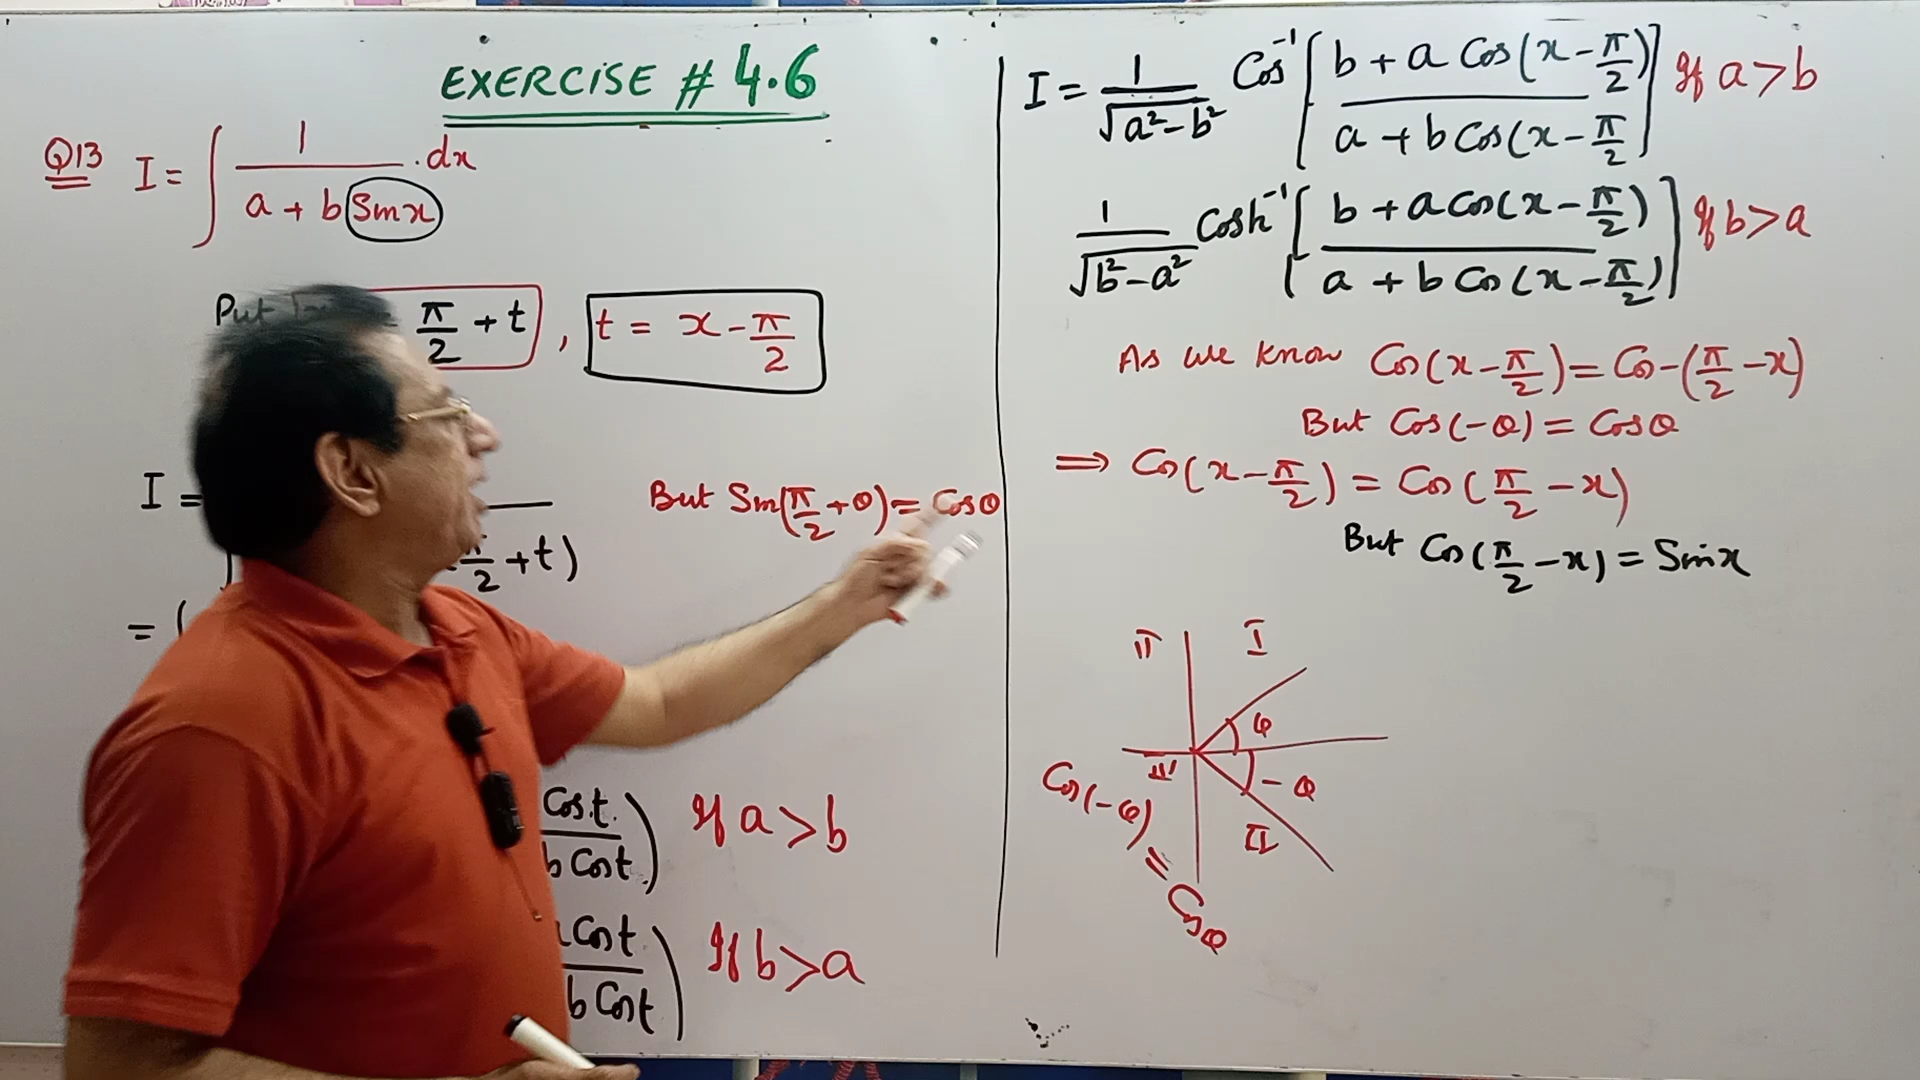 EXERCISE # 4.6
Q13 I = ∫ 1 / (a + b Sin x) . dx
Put π/2 + t , t = x - π/2
I =
π/2 + t)
But Sin(π/2 + θ) = Cos θ
=
Cos t / b Cos t ) If a > b
Cos t / b Cos t ) If b > a
I = 1/√(a² - b²) Cos⁻¹ [ b + a Cos(x - π/2) / a + b Cos(x - π/2 ] If a > b
1/√(b² - a²) Cosh⁻¹ [ b + a Cos(x - π/2) / a + b Cos(x - π/2) ] If b > a
As we know Cos(x - π/2) = Cos -(π/2 - x)
But Cos(-θ) = Cos θ
⇒ Cos(x - π/2) = Cos(π/2 - x)
But Cos(π/2 - x) = Sin x
II I
θ
-θ
Cos(-θ) = Cos θ